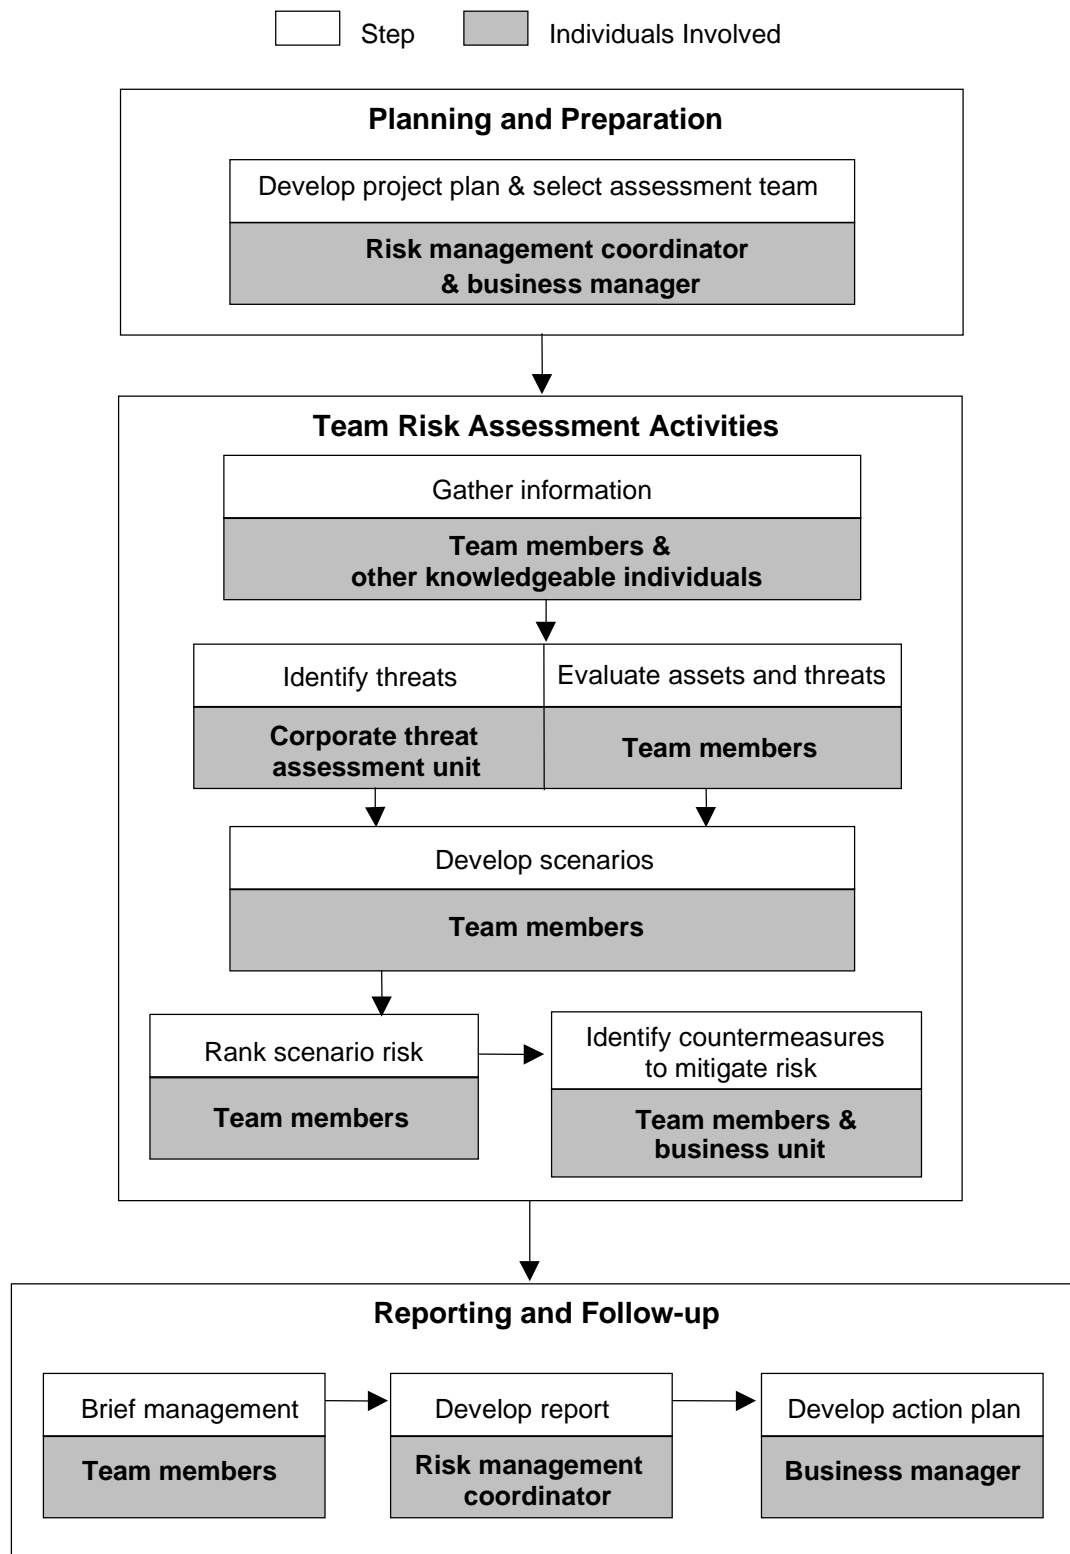 Step
Individuals Involved
Planning and Preparation
Develop project plan & select assessment team
Risk management coordinator
& business manager
Team Risk Assessment Activities
Gather information
Team members &
other knowledgeable individuals
Identify threats
Corporate threat
assessment unit
Evaluate assets and threats
Team members
Develop scenarios
Team members
Rank scenario risk
Team members
Identify countermeasures
to mitigate risk
Team members &
business unit
Reporting and Follow-up
Brief management
Team members
Develop report
Risk management
coordinator
Develop action plan
Business manager